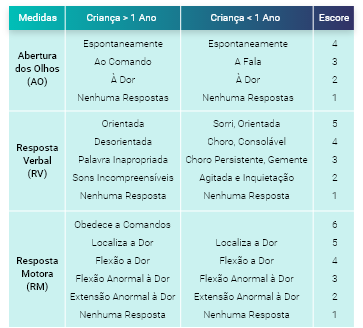 Medidas Criança > 1 Ano Criança < 1 Ano Escore
Abertura dos Olhos (AO)
Espontaneamente Espontaneamente 4
Ao Comando A Fala 3
À Dor À Dor 2
Nenhuma Respostas Nenhuma Respostas 1
Resposta Verbal (RV)
Orientada Sorri, Orientada 5
Desorientada Choro, Consolável 4
Palavra Inapropriada Choro Persistente, Gemente 3
Sons Incompreensíveis Agitada e Inquietação 2
Nenhuma Resposta Nenhuma Resposta 1
Resposta Motora (RM)
Obedece a Comandos 6
Localiza a Dor Localiza a Dor 5
Flexão a Dor Flexão a Dor 4
Flexão Anormal à Dor Flexão Anormal à Dor 3
Extensão Anormal à Dor Extensão Anormal à Dor 2
Nenhuma Resposta Nenhuma Resposta 1